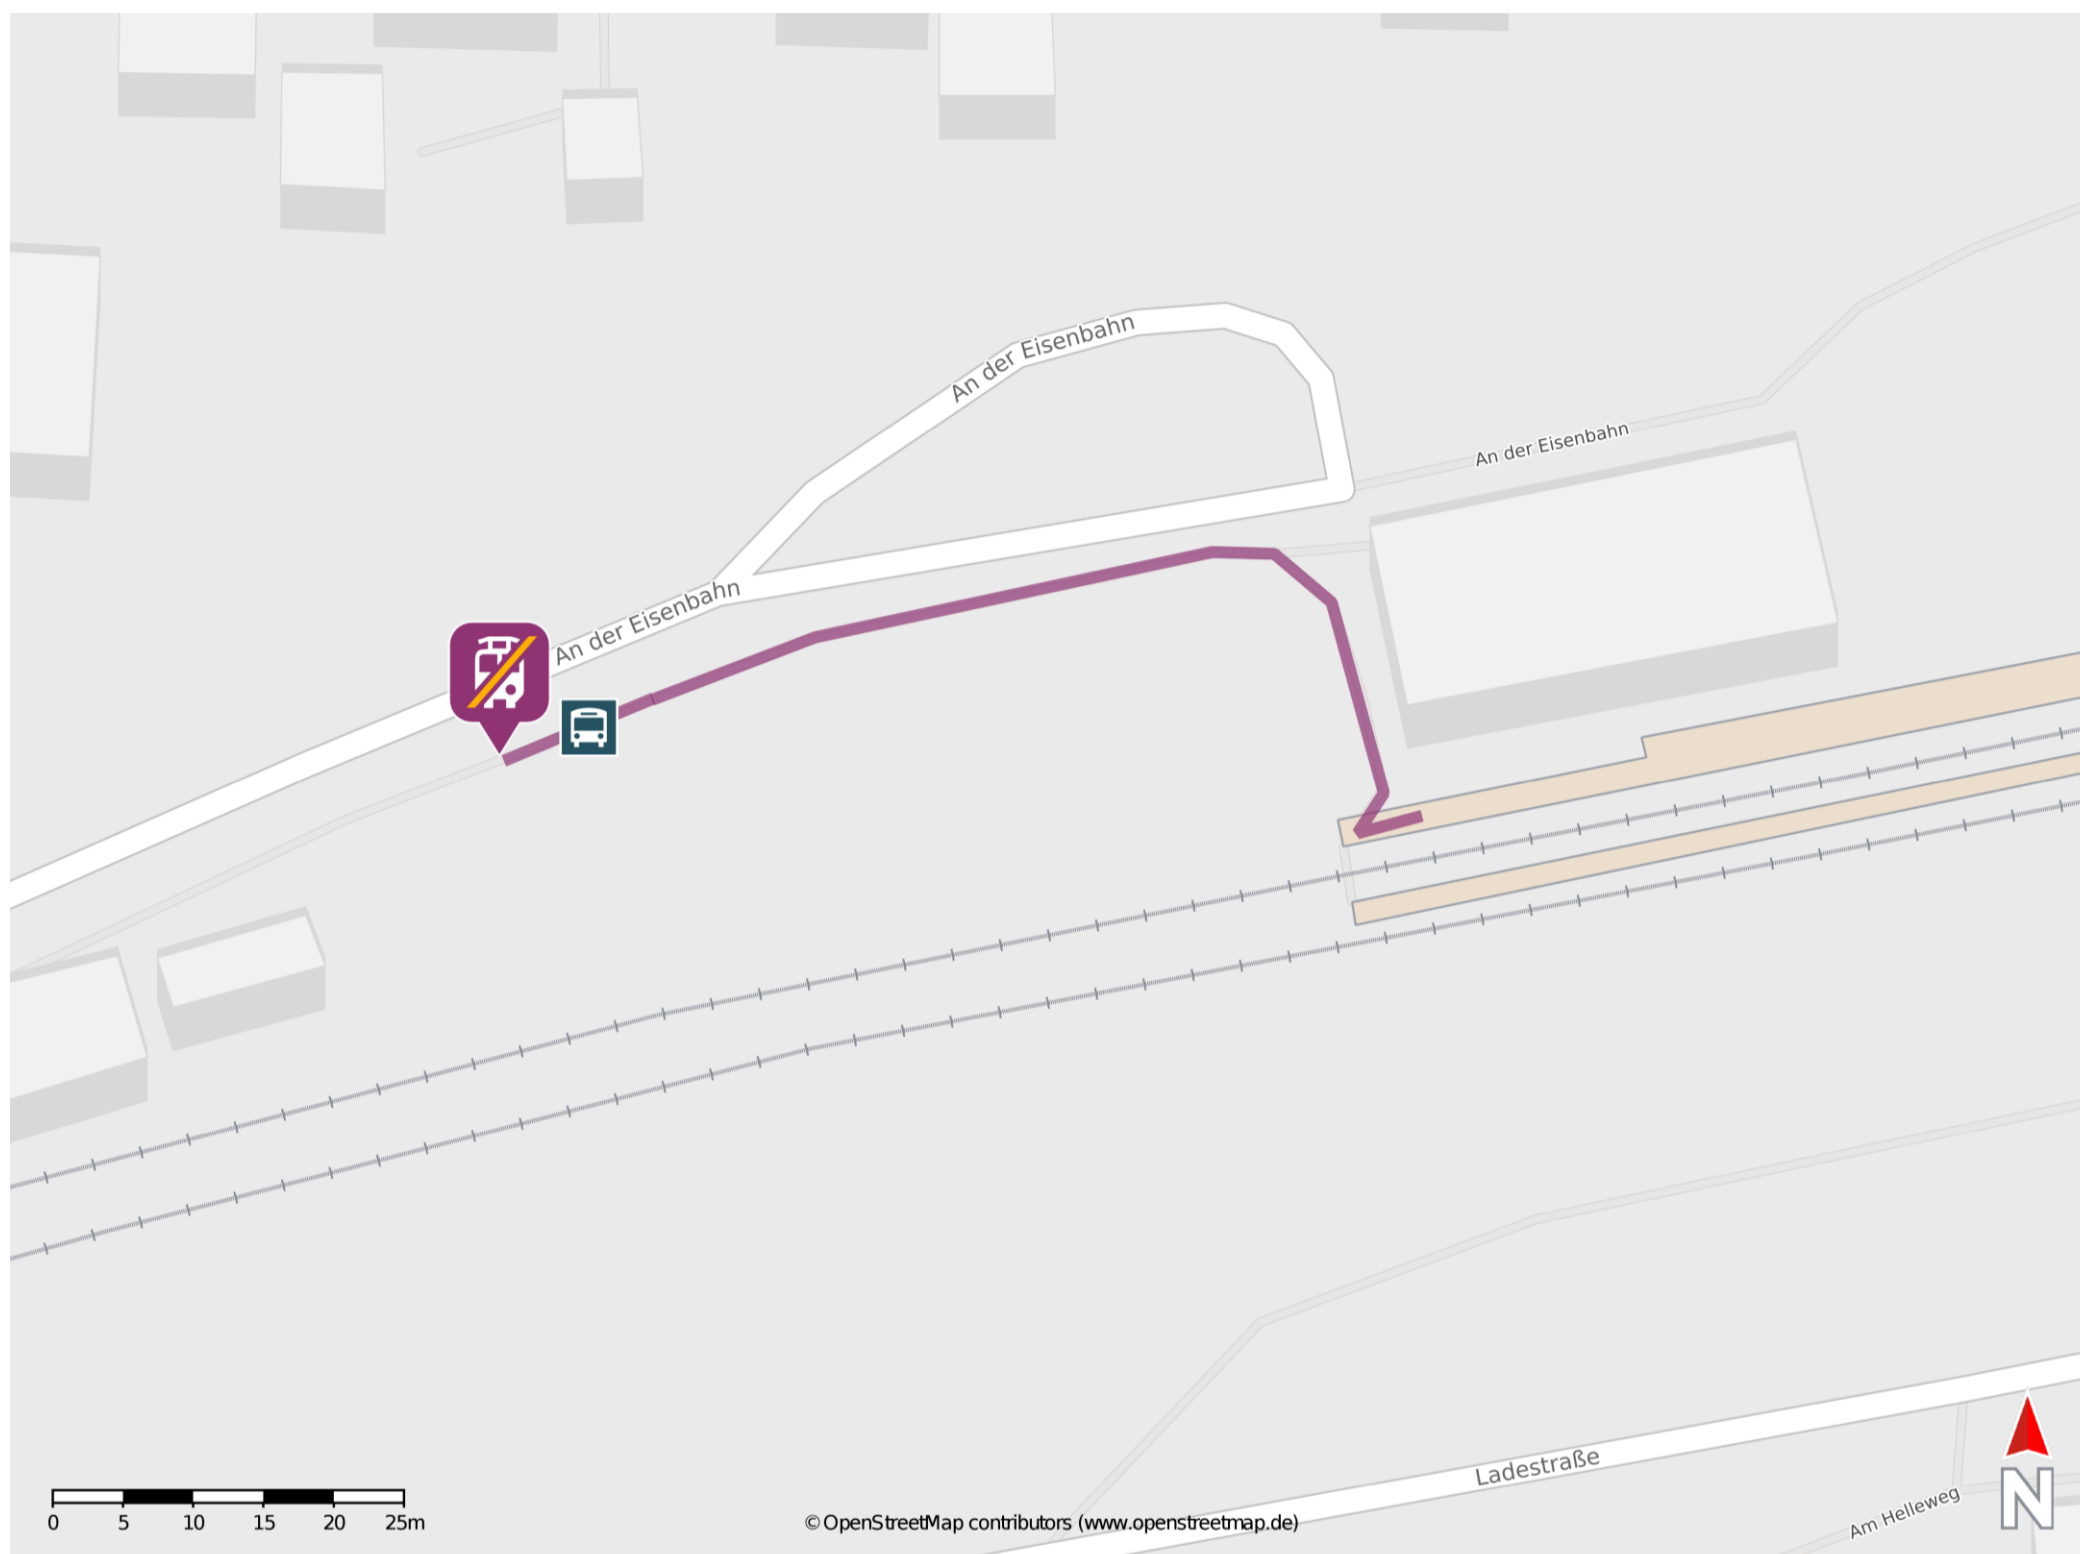 An der Eisenbahn
An der Eisenbahn
An der Eisenbahn
Ladestraße
Am Helleweg
N
0 5 10 15 20 25m
© OpenStreetMap contributors (www.openstreetmap.de)